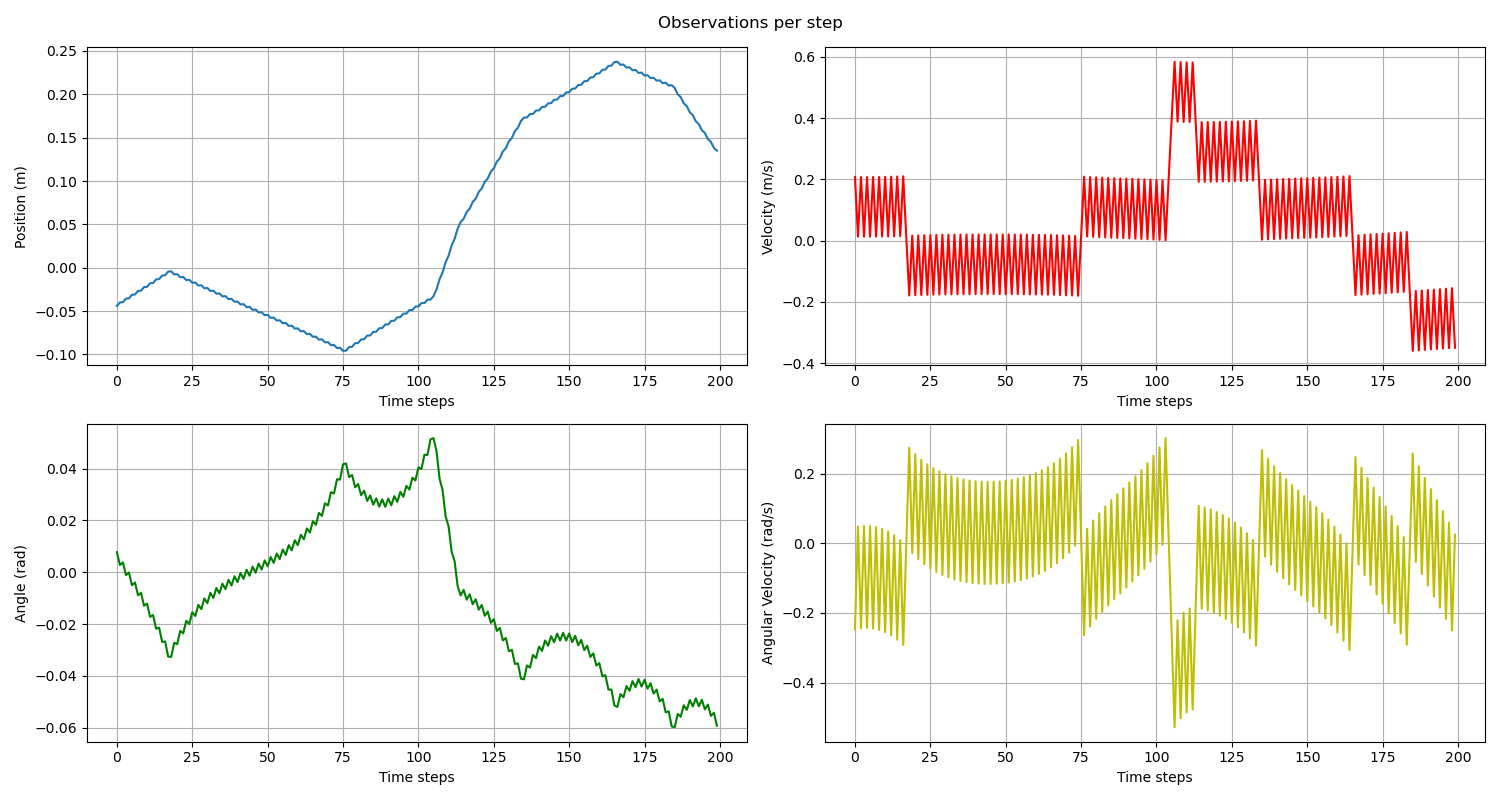 Observations per step
Position (m)
0.25
0.20
0.15
0.10
0.05
0.00
−0.05
−0.10
0 25 50 75 100 125 150 175 200
Time steps
Velocity (m/s)
0.6
0.4
0.2
0.0
−0.2
−0.4
0 25 50 75 100 125 150 175 200
Time steps
Angle (rad)
0.04
0.02
0.00
−0.02
−0.04
−0.06
0 25 50 75 100 125 150 175 200
Time steps
Angular Velocity (rad/s)
0.2
0.0
−0.2
−0.4
0 25 50 75 100 125 150 175 200
Time steps